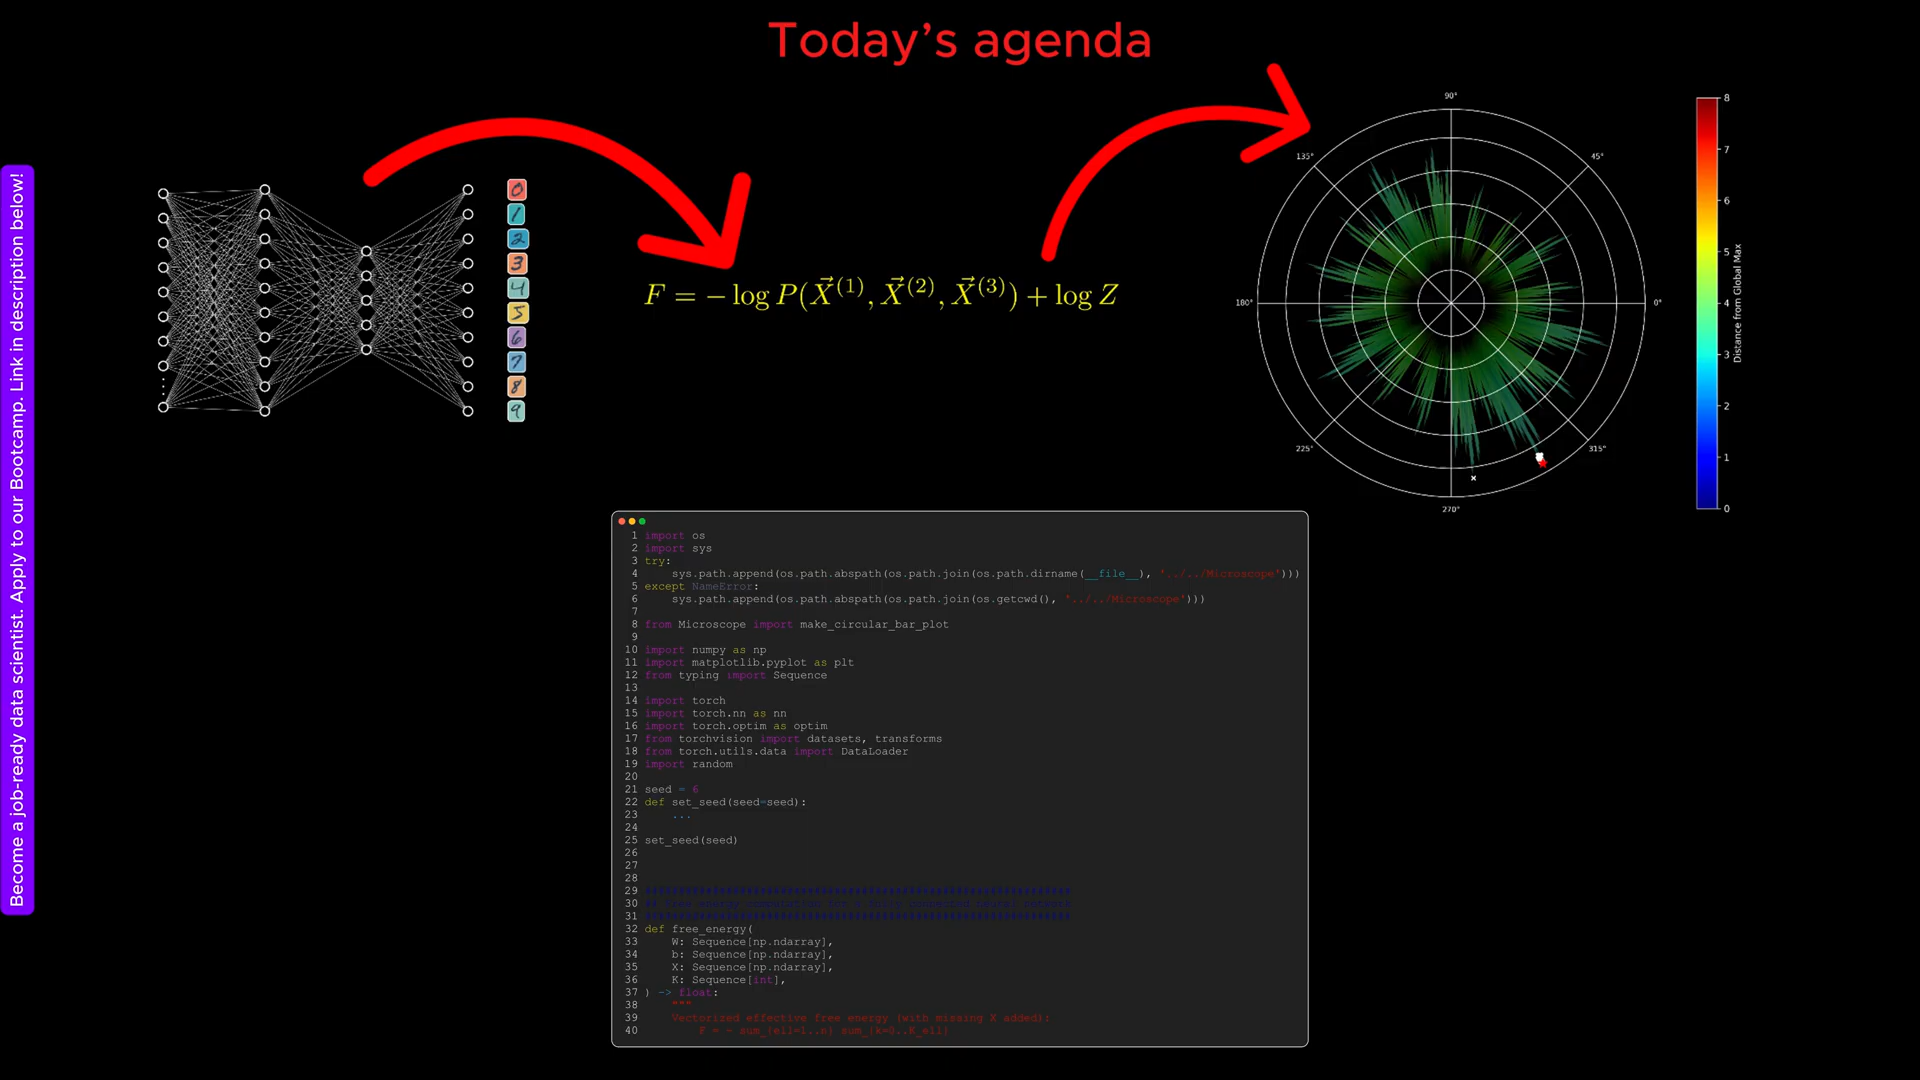 Today's agenda
Become a job-ready data scientist. Apply to our Bootcamp. Link in description below!
0
1
2
3
4
5
6
7
8
9
F = − log P(X⃗⁽¹⁾, X⃗⁽²⁾, X⃗⁽³⁾) + log Z
90°
135°
45°
180°
0°
225°
315°
270°
8
7
6
5
4
3
2
1
0
Distance from Global Max
1 import os
2 import sys
3 try:
4     sys.path.append(os.path.abspath(os.path.join(os.path.dirname(__file__), '../../Microscope')))
5 except NameError:
6     sys.path.append(os.path.abspath(os.path.join(os.getcwd(), '../../Microscope')))
7
8 from Microscope import make_circular_bar_plot
9
10 import numpy as np
11 import matplotlib.pyplot as plt
12 from typing import Sequence
13
14 import torch
15 import torch.nn as nn
16 import torch.optim as optim
17 from torchvision import datasets, transforms
18 from torch.utils.data import DataLoader
19 import random
20
21 seed = 6
22 def set_seed(seed=seed):
23     ...
24
25 set_seed(seed)
26
27
28
29 ###############################################################
30 ## Free energy computation for a fully connected neural network
31 ###############################################################
32 def free_energy(
33     W: Sequence[np.ndarray],
34     b: Sequence[np.ndarray],
35     X: Sequence[np.ndarray],
36     K: Sequence[int],
37 ) -> float:
38     """
39     Vectorized effective free energy (with missing X added):
40         F = - sum_{ell=1..n} sum_{k=0..K_ell}